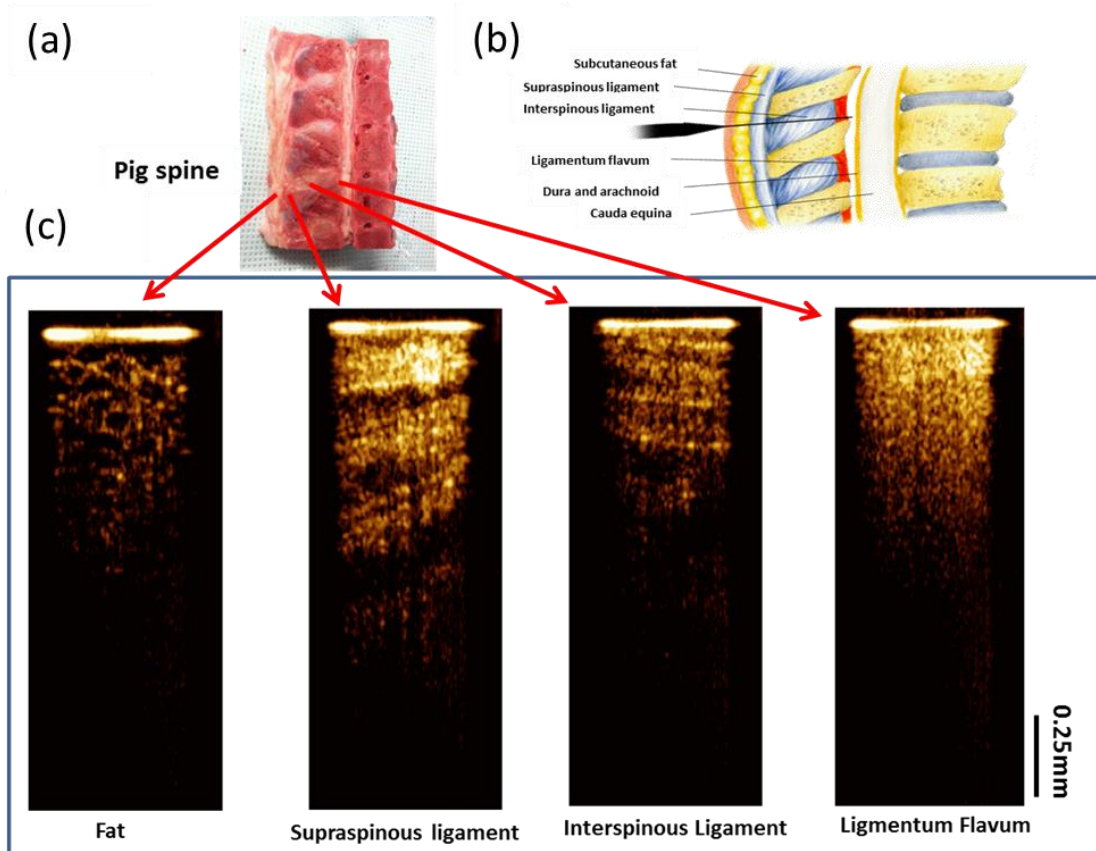 (a)
Pig spine
(b)
Subcutaneous fat
Supraspinous ligament
Interspinous ligament
Ligamentum flavum
Dura and arachnoid
Cauda equina
(c)
0.25mm
Fat
Supraspinous ligament
Interspinous Ligament
Ligmentum Flavum